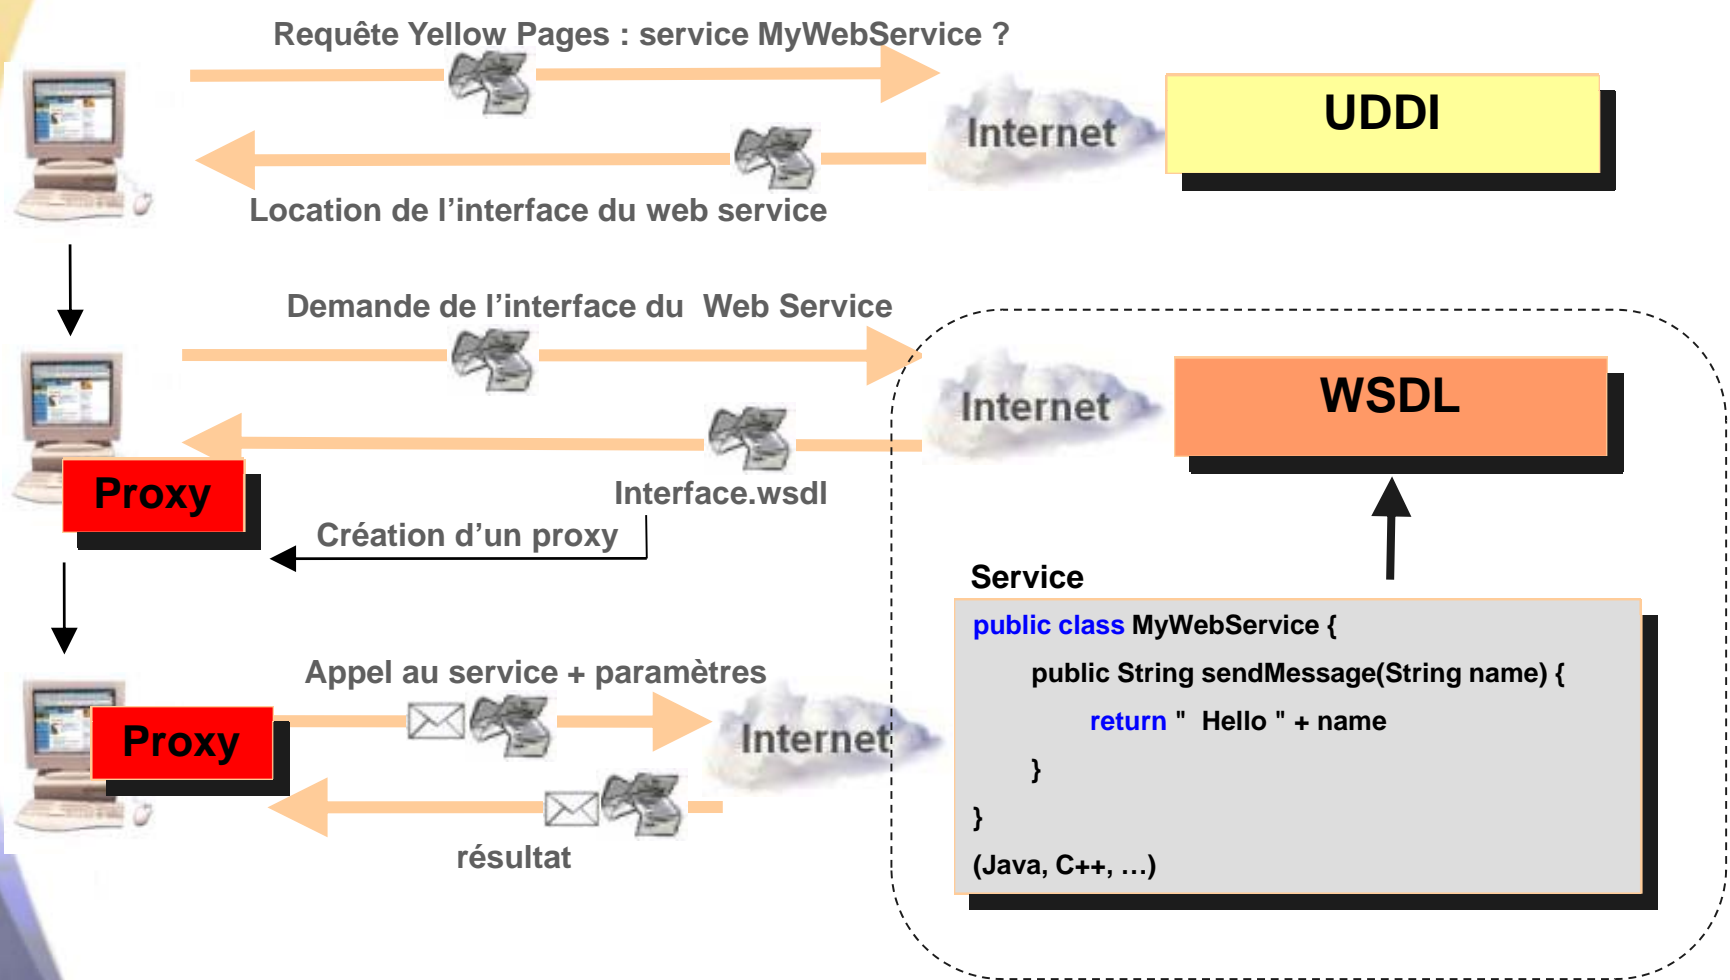 Requête Yellow Pages : service MyWebService ?
Internet
UDDI
Location de l’interface du web service
Demande de l’interface du  Web Service
Internet
WSDL
Proxy
Interface.wsdl
Création d’un proxy
Service
public class MyWebService {
public String sendMessage(String name) {
return "  Hello " + name
}
}
(Java, C++, …)
Appel au service + paramètres
Proxy
Internet
résultat